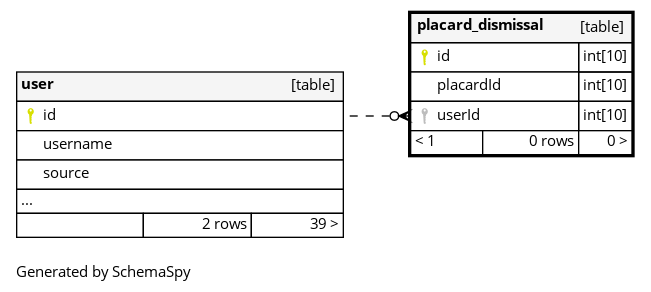 placard_dismissal [table]
id int[10]
placardId int[10]
userId int[10]
< 1 0 rows 0 >
user [table]
id
username
source
...
2 rows 39 >
Generated by SchemaSpy